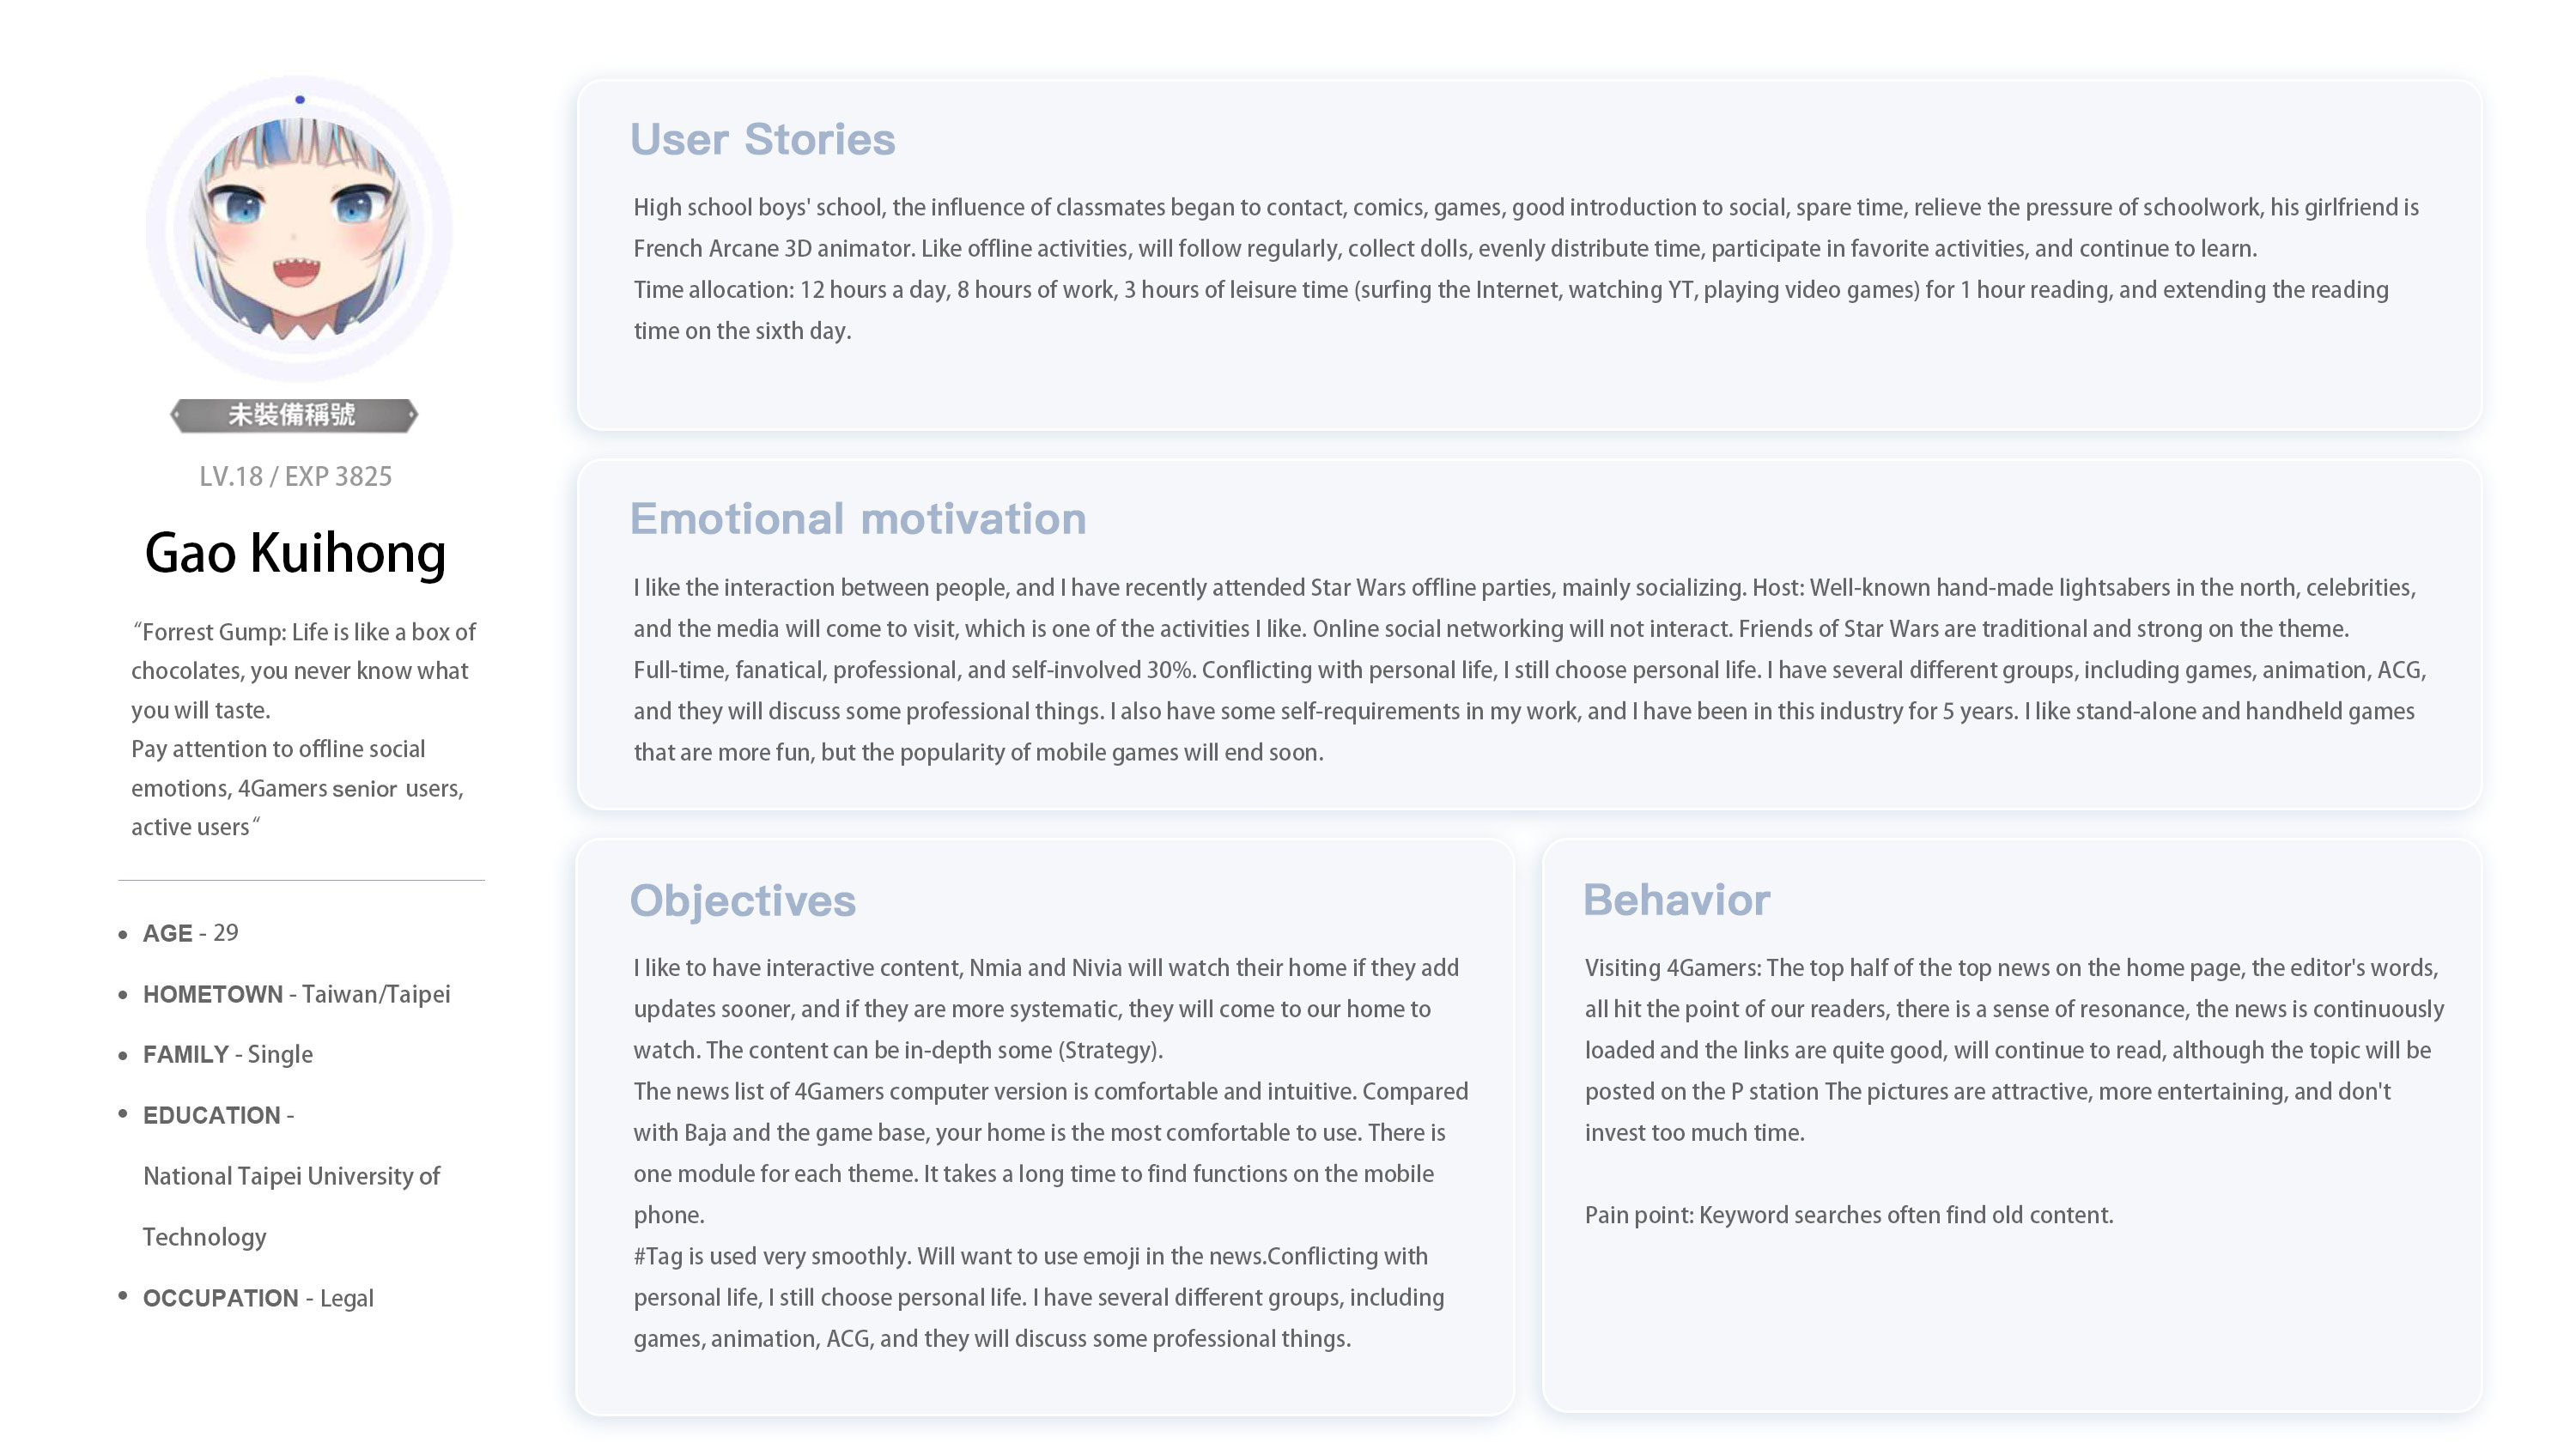 未裝備稱號
LV.18 / EXP 3825
Gao Kuihong
“Forrest Gump: Life is like a box of
chocolates, you never know what
you will taste.
Pay attention to offline social
emotions, 4Gamers senior users,
active users“
AGE - 29
HOMETOWN - Taiwan/Taipei
FAMILY - Single
EDUCATION -
National Taipei University of
Technology
OCCUPATION - Legal
User Stories
High school boys' school, the influence of classmates began to contact, comics, games, good introduction to social, spare time, relieve the pressure of schoolwork, his girlfriend is
French Arcane 3D animator. Like offline activities, will follow regularly, collect dolls, evenly distribute time, participate in favorite activities, and continue to learn.
Time allocation: 12 hours a day, 8 hours of work, 3 hours of leisure time (surfing the Internet, watching YT, playing video games) for 1 hour reading, and extending the reading
time on the sixth day.
Emotional motivation
I like the interaction between people, and I have recently attended Star Wars offline parties, mainly socializing. Host: Well-known hand-made lightsabers in the north, celebrities,
and the media will come to visit, which is one of the activities I like. Online social networking will not interact. Friends of Star Wars are traditional and strong on the theme.
Full-time, fanatical, professional, and self-involved 30%. Conflicting with personal life, I still choose personal life. I have several different groups, including games, animation, ACG,
and they will discuss some professional things. I also have some self-requirements in my work, and I have been in this industry for 5 years. I like stand-alone and handheld games
that are more fun, but the popularity of mobile games will end soon.
Objectives
I like to have interactive content, Nmia and Nivia will watch their home if they add
updates sooner, and if they are more systematic, they will come to our home to
watch. The content can be in-depth some (Strategy).
The news list of 4Gamers computer version is comfortable and intuitive. Compared
with Baja and the game base, your home is the most comfortable to use. There is
one module for each theme. It takes a long time to find functions on the mobile
phone.
#Tag is used very smoothly. Will want to use emoji in the news.Conflicting with
personal life, I still choose personal life. I have several different groups, including
games, animation, ACG, and they will discuss some professional things.
Behavior
Visiting 4Gamers: The top half of the top news on the home page, the editor's words,
all hit the point of our readers, there is a sense of resonance, the news is continuously
loaded and the links are quite good, will continue to read, although the topic will be
posted on the P station The pictures are attractive, more entertaining, and don't
invest too much time.
Pain point: Keyword searches often find old content.